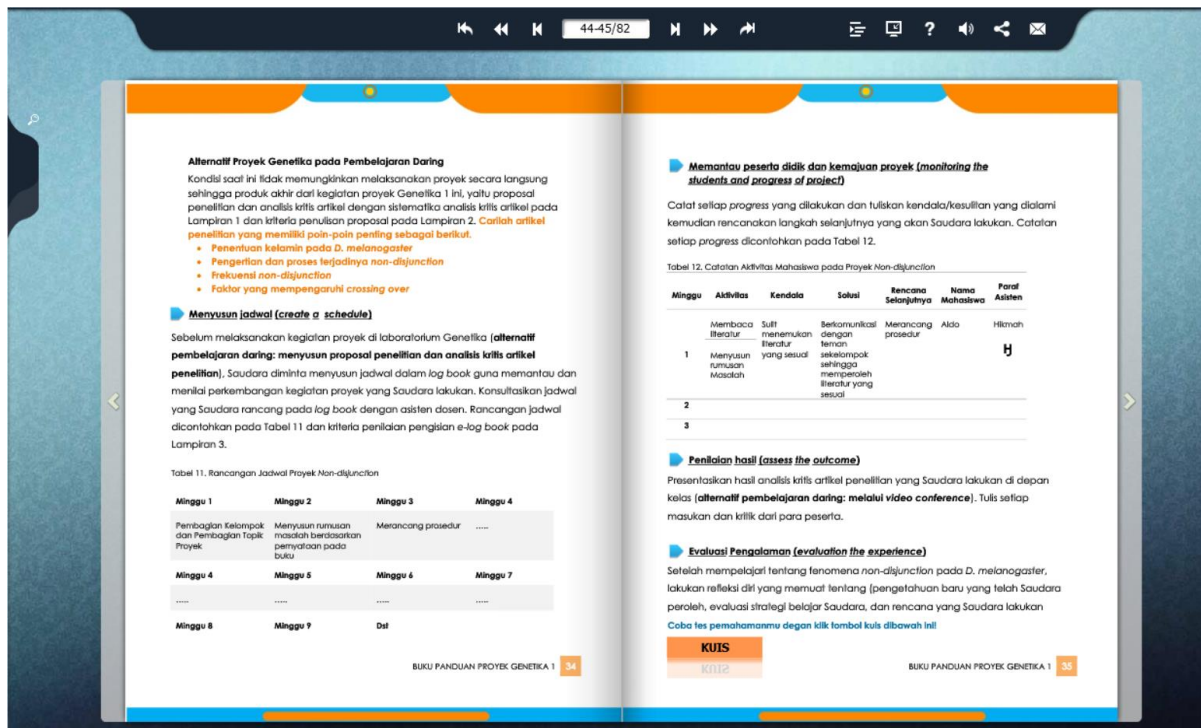 44-45/82
?
Alternatif Proyek Genetika pada Pembelajaran Daring
Kondisi saat ini tidak memungkinkan melaksanakan proyek secara langsung
sehingga produk akhir dari kegiatan proyek Genetika 1 ini, yaitu proposal
penelitian dan analisis kritis artikel dengan sistematika analisis kritis artikel pada
Lampiran 1 dan kriteria penulisan proposal pada Lampiran 2. Carilah artikel
penelitian yang memiliki poin-poin penting sebagai berikut.
• Penentuan kelamin pada D. melanogaster
• Pengertian dan proses terjadinya non-disjunction
• Frekuensi non-disjunction
• Faktor yang mempengaruhi crossing over
Menyusun jadwal (create a schedule)
Sebelum melaksanakan kegiatan proyek di laboratorium Genetika (alternatif
pembelajaran daring: menyusun proposal penelitian dan analisis kritis artikel
penelitian), Saudara diminta menyusun jadwal dalam log book guna memantau dan
menilai perkembangan kegiatan proyek yang Saudara lakukan. Konsultasikan jadwal
yang Saudara rancang pada log book dengan asisten dosen. Rancangan jadwal
dicontohkan pada Tabel 11 dan kriteria penilaian pengisian e-log book pada
Lampiran 3.
Tabel 11. Rancangan Jadwal Proyek Non-disjunction
Minggu 1 Minggu 2 Minggu 3 Minggu 4
Pembagian Kelompok Menyusun rumusan Merancang prosedur .....
dan Pembagian Topik masalah berdasarkan
Proyek pernyataan pada
buku
Minggu 4 Minggu 5 Minggu 6 Minggu 7
..... ..... ..... .....
Minggu 8 Minggu 9 Dst
BUKU PANDUAN PROYEK GENETIKA 1 34
Memantau peserta didik dan kemajuan proyek (monitoring the
students and progress of project)
Catat setiap progress yang dilakukan dan tuliskan kendala/kesulitan yang dialami
kemudian rencanakan langkah selanjutnya yang akan Saudara lakukan. Catatan
setiap progress dicontohkan pada Tabel 12.
Tabel 12. Catatan Aktivitas Mahasiswa pada Proyek Non-disjunction
Minggu Aktivitas Kendala Solusi Rencana Selanjutnya Nama Mahasiswa Paraf Asisten
Membaca Sulit Berkomunikasi Merancang Aldo Hikmah
literatur menemukan dengan prosedur
literatur teman
1 Menyusun yang sesuai sekelompok
rumusan sehingga
Masalah memperoleh
literatur yang
sesuai
2
3
Penilaian hasil (assess the outcome)
Presentasikan hasil analisis kritis artikel penelitian yang Saudara lakukan di depan
kelas (alternatif pembelajaran daring: melalui video conference). Tulis setiap
masukan dan kritik dari para peserta.
Evaluasi Pengalaman (evaluation the experience)
Setelah mempelajari tentang fenomena non-disjunction pada D. melanogaster,
lakukan refleksi diri yang memuat tentang (pengetahuan baru yang telah Saudara
peroleh, evaluasi strategi belajar Saudara, dan rencana yang Saudara lakukan
Coba tes pemahamanmu degan klik tombol kuis dibawah ini!
KUIS
BUKU PANDUAN PROYEK GENETIKA 1 35